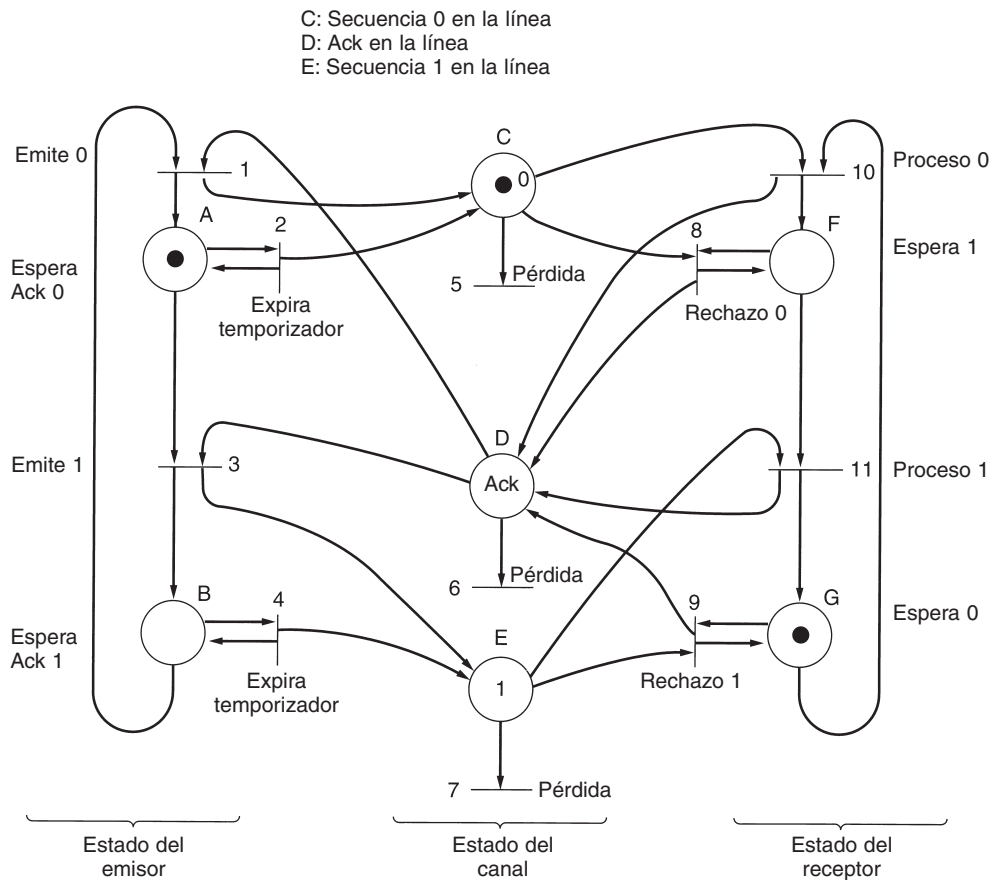 C: Secuencia 0 en la línea
D: Ack en la línea
E: Secuencia 1 en la línea
Emite 0
1
C
0
10
Proceso 0
A
2
8
F
Espera
Ack 0
Expira
temporizador
5
Pérdida
Rechazo 0
Espera 1
Emite 1
3
D
Ack
11
Proceso 1
6
Pérdida
B
4
E
1
9
G
Espera 0
Espera
Ack 1
Expira
temporizador
Rechazo 1
7
Pérdida
Estado del
emisor
Estado del
canal
Estado del
receptor